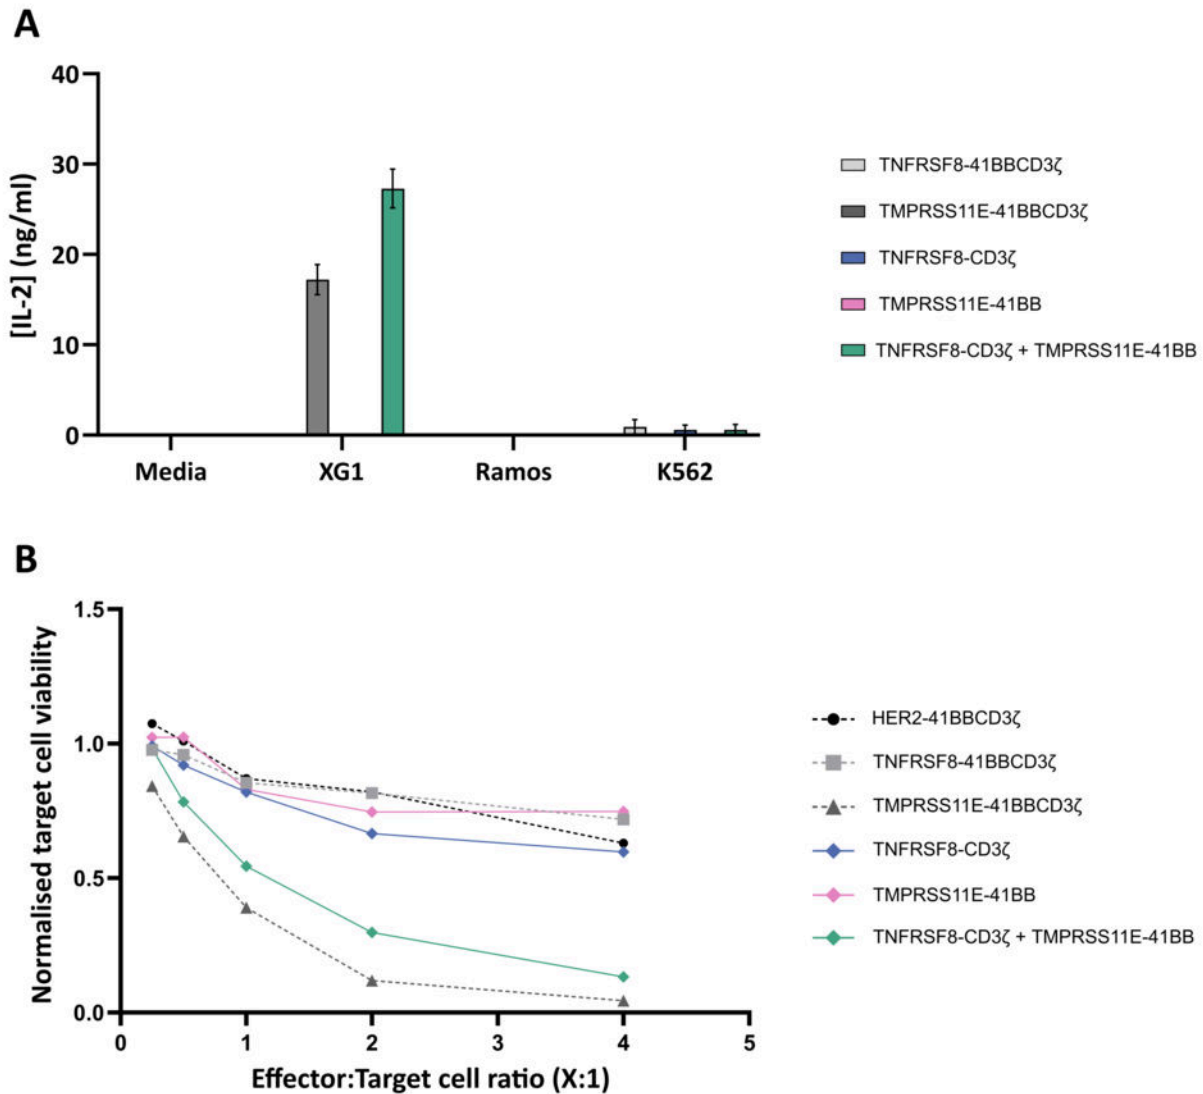 A
40
30
20
10
0
[IL-2] (ng/ml)
Media
XG1
Ramos
K562
TNFRSF8-41BBCD3ζ
TMPRSS11E-41BBCD3ζ
TNFRSF8-CD3ζ
TMPRSS11E-41BB
TNFRSF8-CD3ζ + TMPRSS11E-41BB
B
1.5
1.0
0.5
0.0
Normalised target cell viability
0
1
2
3
4
5
Effector:Target cell ratio (X:1)
HER2-41BBCD3ζ
TNFRSF8-41BBCD3ζ
TMPRSS11E-41BBCD3ζ
TNFRSF8-CD3ζ
TMPRSS11E-41BB
TNFRSF8-CD3ζ + TMPRSS11E-41BB